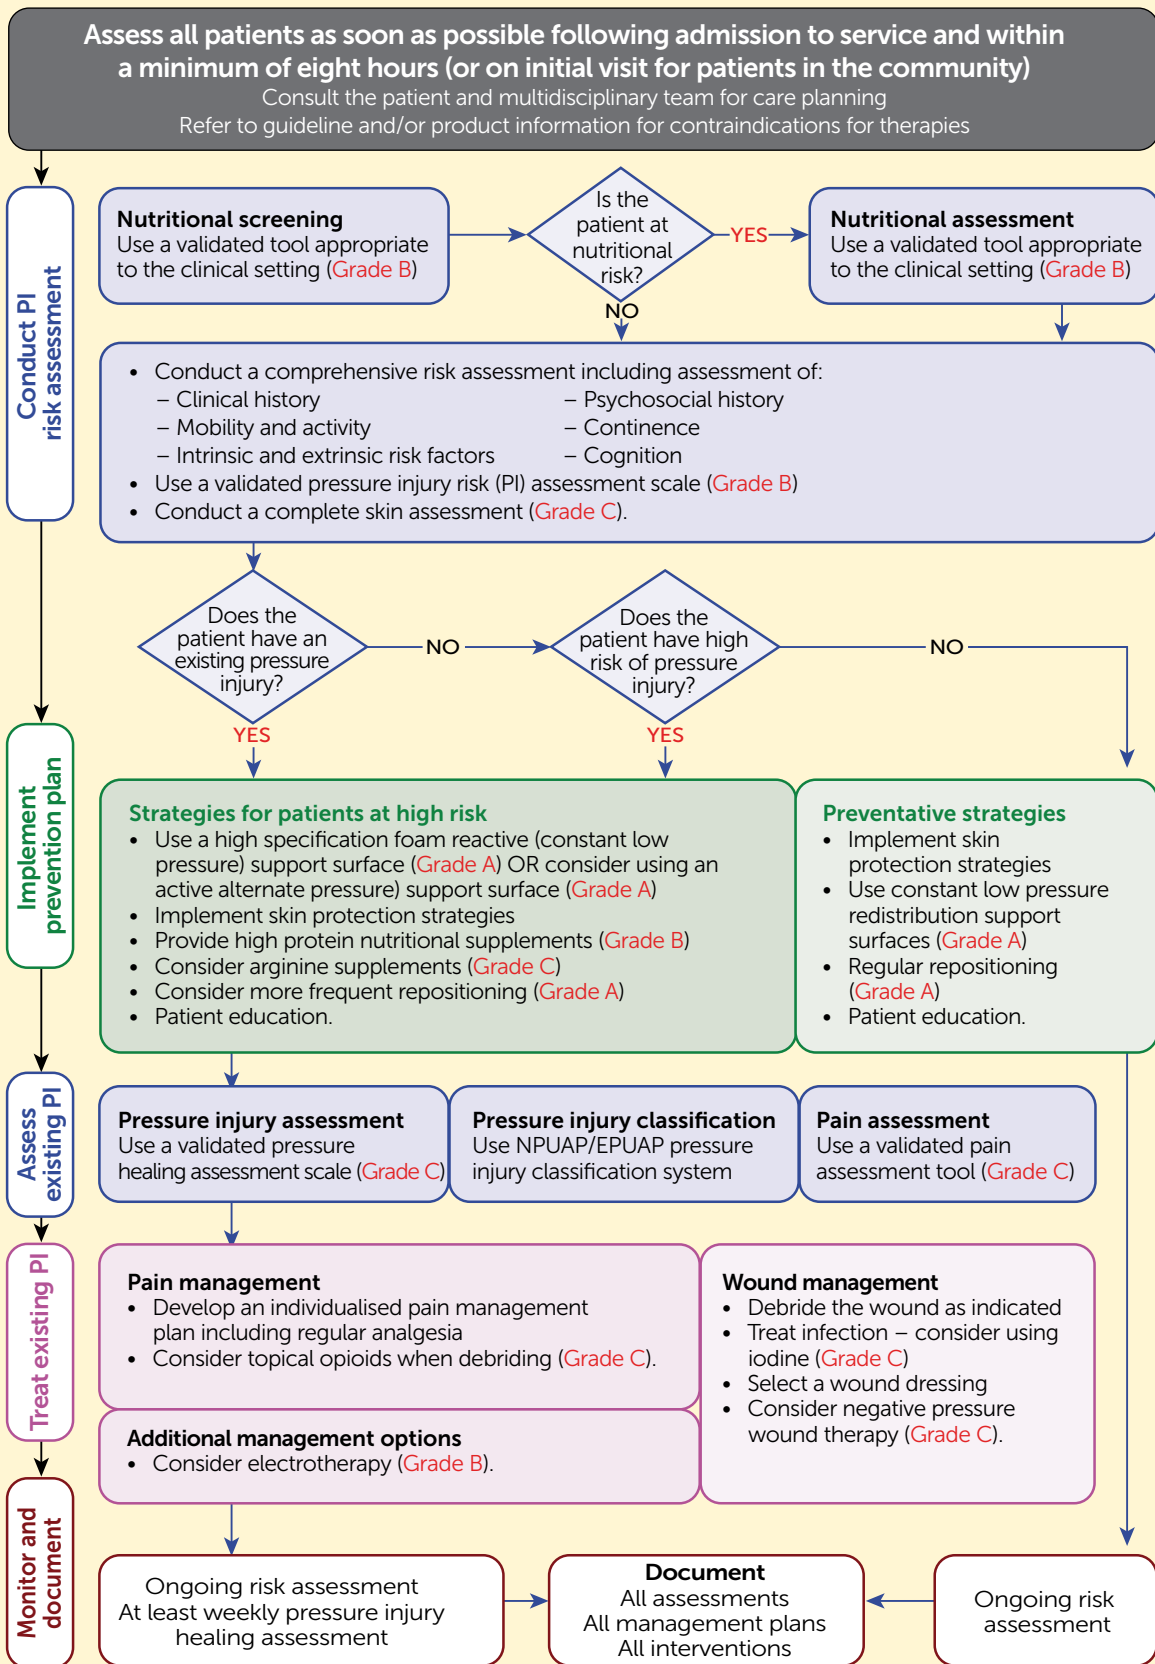 Assess all patients as soon as possible following admission to service and within
a minimum of eight hours (or on initial visit for patients in the community)
Consult the patient and multidisciplinary team for care planning
Refer to guideline and/or product information for contraindications for therapies
Conduct PI
risk assessment
Nutritional screening
Use a validated tool appropriate
to the clinical setting (Grade B)
Is the
patient at
nutritional
risk?
YES
NO
Nutritional assessment
Use a validated tool appropriate
to the clinical setting (Grade B)
• Conduct a comprehensive risk assessment including assessment of:
– Clinical history
– Mobility and activity
– Intrinsic and extrinsic risk factors
– Psychosocial history
– Continence
– Cognition
• Use a validated pressure injury risk (PI) assessment scale (Grade B)
• Conduct a complete skin assessment (Grade C).
Does the
patient have an
existing pressure
injury?
NO
YES
Does the
patient have high
risk of pressure
injury?
NO
YES
Implement
prevention plan
Strategies for patients at high risk
• Use a high specification foam reactive (constant low
pressure) support surface (Grade A) OR consider using an
active alternate pressure) support surface (Grade A)
• Implement skin protection strategies
• Provide high protein nutritional supplements (Grade B)
• Consider arginine supplements (Grade C)
• Consider more frequent repositioning (Grade A)
• Patient education.
Preventative strategies
• Implement skin
protection strategies
• Use constant low pressure
redistribution support
surfaces (Grade A)
• Regular repositioning
(Grade A)
• Patient education.
Assess
existing PI
Pressure injury assessment
Use a validated pressure
healing assessment scale (Grade C)
Pressure injury classification
Use NPUAP/EPUAP pressure
injury classification system
Pain assessment
Use a validated pain
assessment tool (Grade C)
Treat existing PI
Pain management
• Develop an individualised pain management
plan including regular analgesia
• Consider topical opioids when debriding (Grade C).
Additional management options
• Consider electrotherapy (Grade B).
Wound management
• Debride the wound as indicated
• Treat infection – consider using
iodine (Grade C)
• Select a wound dressing
• Consider negative pressure
wound therapy (Grade C).
Monitor and
document
Ongoing risk assessment
At least weekly pressure injury
healing assessment
Document
All assessments
All management plans
All interventions
Ongoing risk
assessment